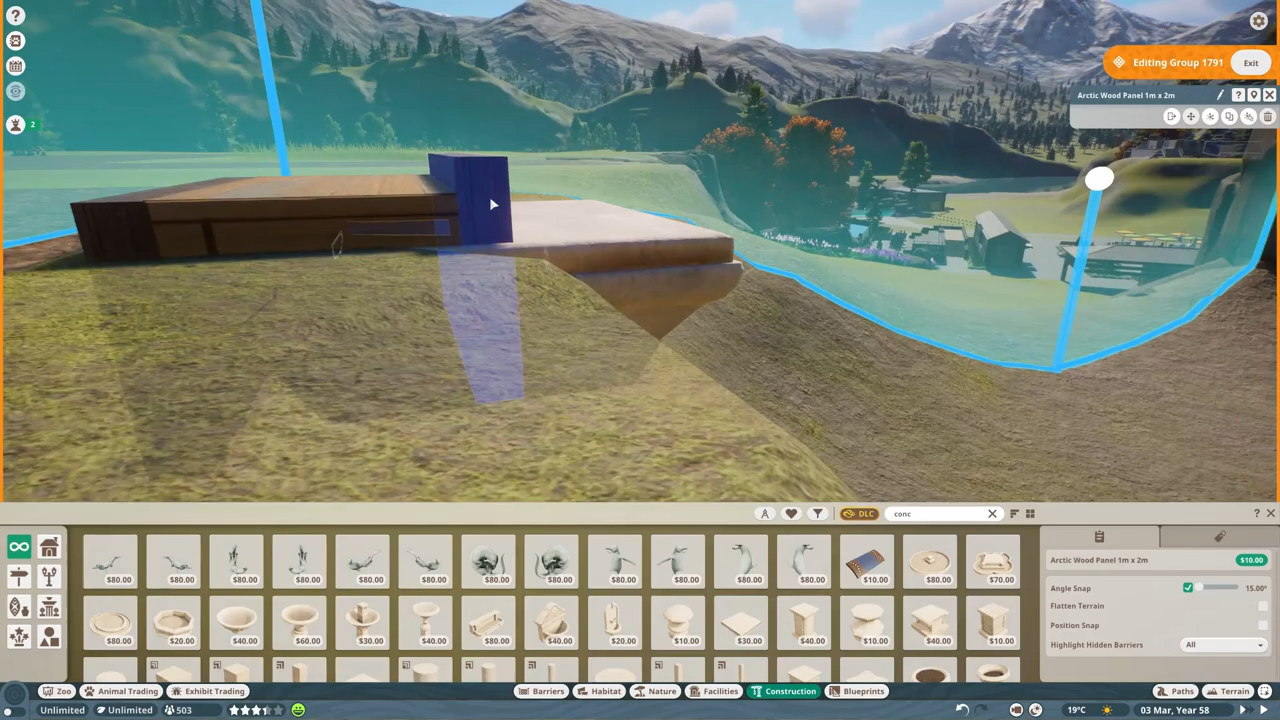 ?
2
Editing Group 1791
Exit
Arctic Wood Panel 1m x 2m
?
DLC
conc
?
$80.00 $80.00 $80.00 $80.00 $80.00 $80.00 $80.00 $80.00 $80.00 $80.00 $80.00 $80.00 $10.00 $80.00 $70.00
$80.00 $20.00 $40.00 $60.00 $30.00 $40.00 $80.00 $40.00 $20.00 $10.00 $30.00 $40.00 $10.00 $40.00 $10.00
Arctic Wood Panel 1m x 2m $10.00
Angle Snap 15.00°
Flatten Terrain
Position Snap
Highlight Hidden Barriers All
Zoo Animal Trading Exhibit Trading Barriers Habitat Nature Facilities Construction Blueprints Paths Terrain
Unlimited Unlimited 503 19°C 03 Mar, Year 58